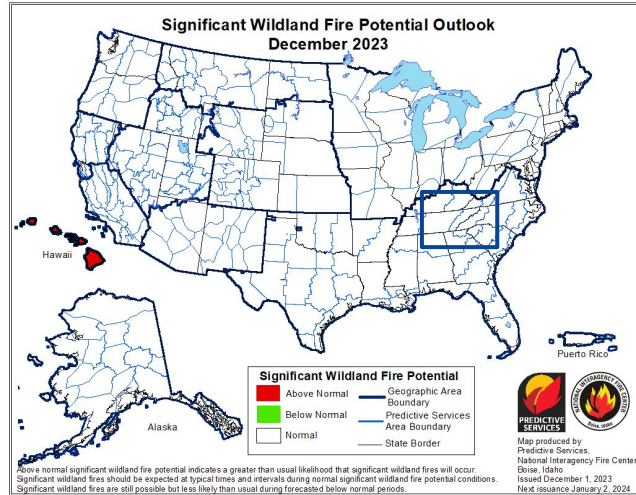 Significant Wildland Fire Potential Outlook
December 2023
Hawaii
Alaska
Puerto Rico
Significant Wildland Fire Potential
Above Normal
Below Normal
Normal
Geographic Area
Boundary
Predictive Services
Area Boundary
State Border
PREDICTIVE
SERVICES
NATIONAL INTERAGENCY FIRE CENTER
Boise, Idaho
Map produced by
Predictive Services,
National Interagency Fire Center
Boise, Idaho
Issued December 1, 2023
Next issuance January 2, 2024
Above normal significant wildland fire potential indicates a greater than usual likelihood that significant wildland fires will occur.
Significant wildland fires should be expected at typical times and intervals during normal significant wildland fire potential conditions.
Significant wildland fires are still possible but less likely than usual during forecasted below normal periods.